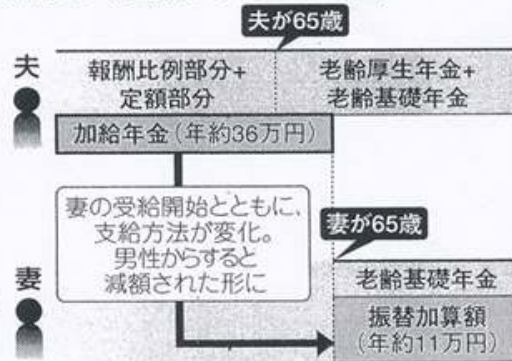 夫が65歳
夫
報酬比例部分+
定額部分
老齢厚生年金+
老齢基礎年金
加給年金(年約36万円)
妻の受給開始とともに、
支給方法が変化。
男性からすると
減額された形に
妻が65歳
妻
老齢基礎年金
振替加算額
(年約11万円)